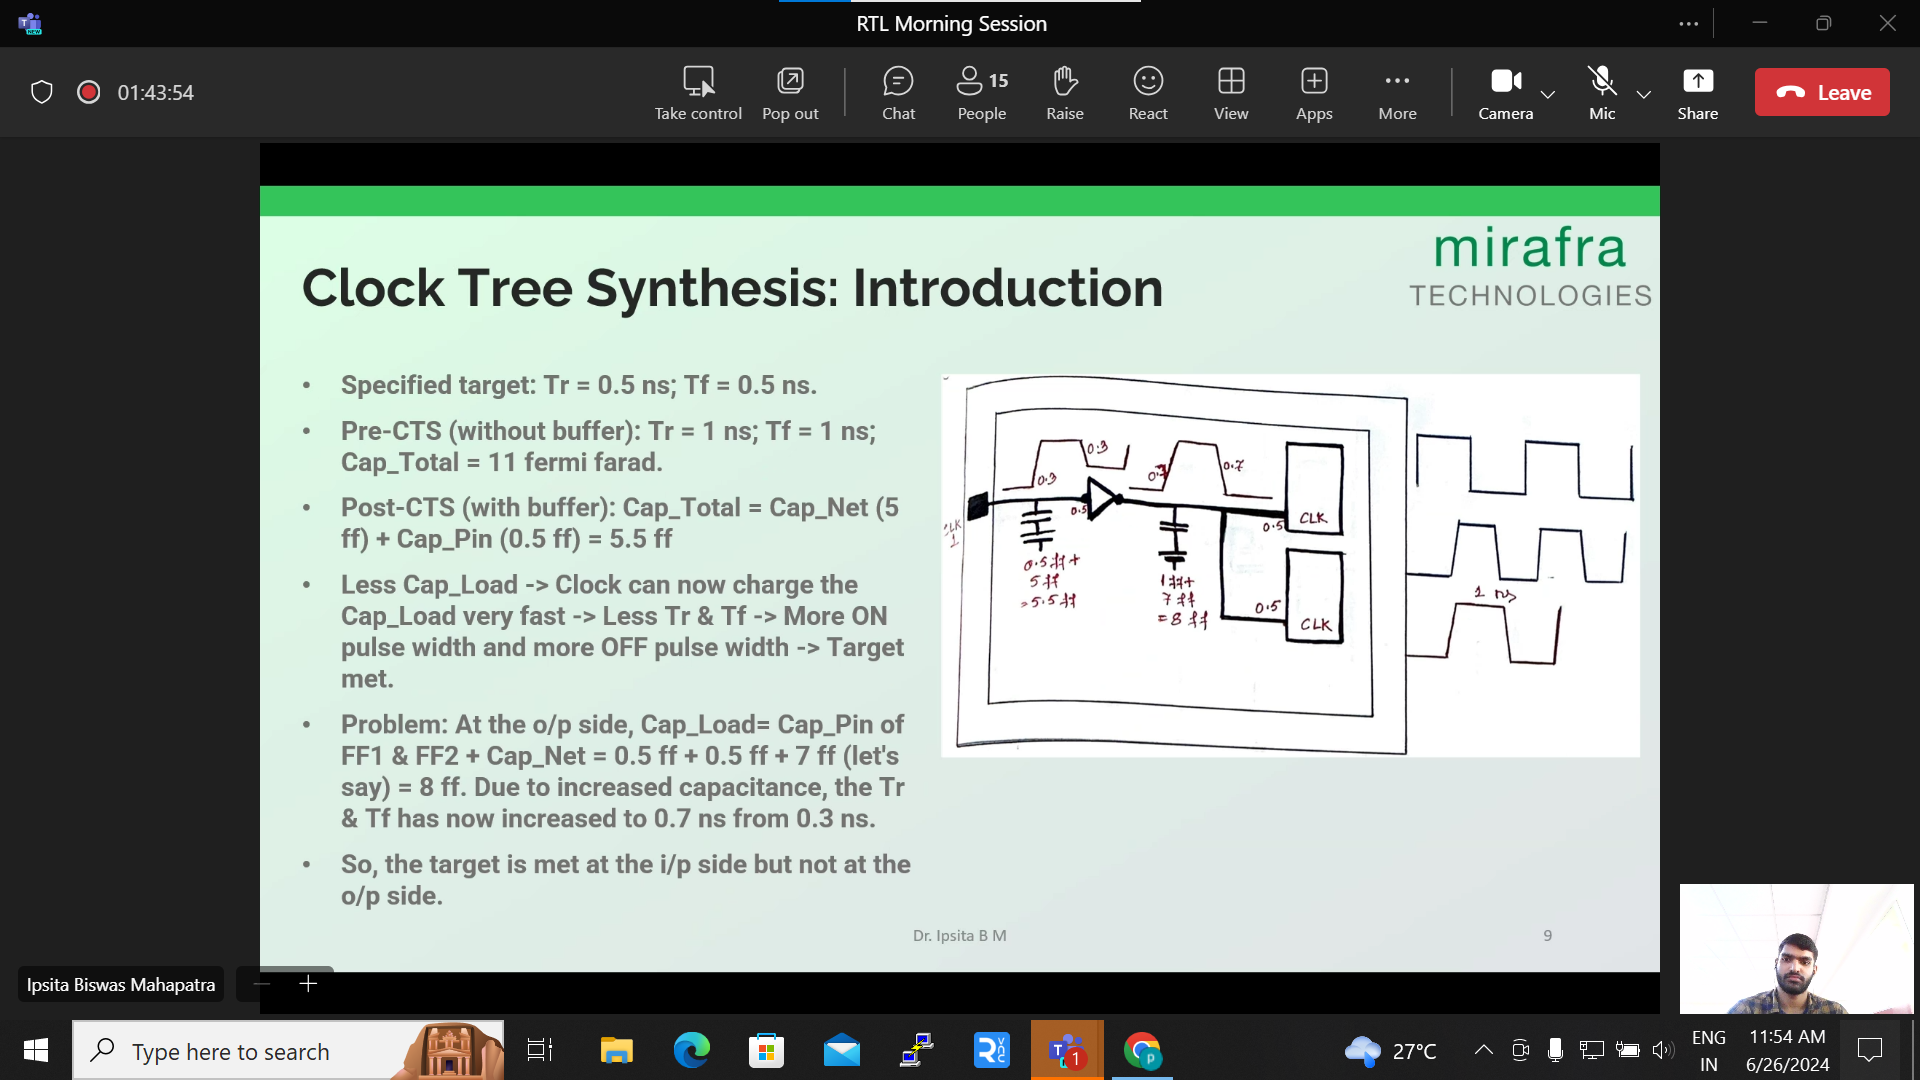 RTL Morning Session
01:43:54
Take control
Pop out
Chat
15
People
Raise
React
View
Apps
More
Camera
Mic
Share
Leave
mirafra
TECHNOLOGIES
Clock Tree Synthesis: Introduction
• Specified target: Tr = 0.5 ns; Tf = 0.5 ns.
• Pre-CTS (without buffer): Tr = 1 ns; Tf = 1 ns;
Cap_Total = 11 fermi farad.
• Post-CTS (with buffer): Cap_Total = Cap_Net (5
ff) + Cap_Pin (0.5 ff) = 5.5 ff
• Less Cap_Load -> Clock can now charge the
Cap_Load very fast -> Less Tr & Tf -> More ON
pulse width and more OFF pulse width -> Target
met.
• Problem: At the o/p side, Cap_Load= Cap_Pin of
FF1 & FF2 + Cap_Net = 0.5 ff + 0.5 ff + 7 ff (let's
say) = 8 ff. Due to increased capacitance, the Tr
& Tf has now increased to 0.7 ns from 0.3 ns.
• So, the target is met at the i/p side but not at the
o/p side.
0.3
0.3
0.7
0.7
0.5
CLK
1
0.5
CLK
0.5 ff +
5 ff
= 5.5 ff
1 ff +
7 ff
= 8 ff
0.5
CLK
1 ns
Dr. Ipsita B M
9
Ipsita Biswas Mahapatra
Type here to search
1
27°C
ENG
IN
11:54 AM
6/26/2024